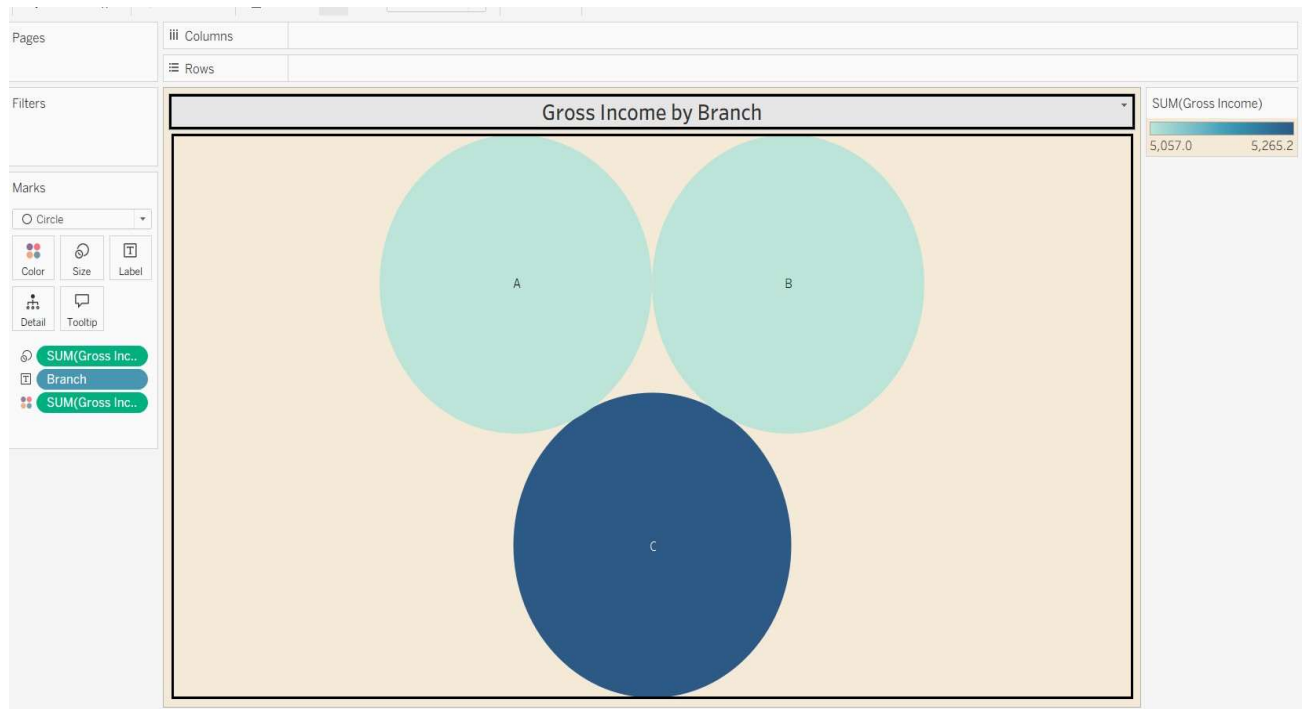 Pages
iii Columns
Rows
Filters
Gross Income by Branch
SUM(Gross Income)
5,057.0 5,265.2
Marks
Circle
Color Size Label
Detail Tooltip
SUM(Gross Inc..
Branch
SUM(Gross Inc..
A
B
C